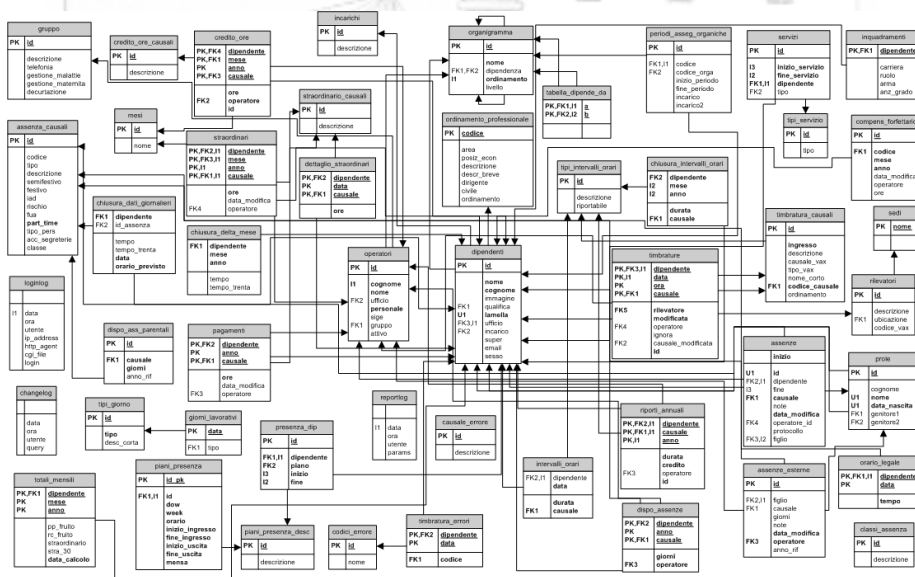 gruppo
PK id
descrizione
telefonia
gestione_malattie
gestione_maternita
decurtazione
credito_ore_causali
PK id
descrizione
credito_ore
PK,FK4 dipendente
PK,FK1 mese
PK anno
PK,FK3 causale
ore
FK2 operatore
id
incarichi
PK id
descrizione
organigramma
PK id
FK1,FK2 nome
I1 dipendenza
ordinamento
livello
periodi_asseg_organiche
PK id
FK1,I1 codice
FK2 codice_orga
inizio_periodo
fine_periodo
incarico
incarico2
servizi
PK id
I3 inizio_servizio
I2 fine_servizio
FK1,I1 dipendente
FK2 tipo
inquadramenti
PK,FK1 dipendente
carriera
ruolo
arma
anz_grado
assenza_causali
PK id
codice
tipo
descrizione
semifestivo
festivo
iad
rischio
fua
part_time
tipo_pers
acc_segreterie
classe
mesi
PK id
nome
straordinario_causali
PK id
descrizione
straordinari
PK,FK2,I1 dipendente
PK,FK3,I1 mese
PK,I1 anno
PK,FK1,I1 causale
ore
data_modifica
FK4 operatore
dettaglio_straordinari
PK,FK2 dipendente
PK data
PK,FK1 causale
ore
ordinamento_professionale
PK codice
area
posiz_econ
descrizione
descr_breve
dirigente
civile
ordinamento
tabella_dipende_da
PK,FK1,I1 a
PK,FK2,I2 b
tipi_servizio
PK id
tipo
compens_forfettario
PK id
FK1 codice
mese
anno
data_modifica
operatore
ore
tipi_intervalli_orari
PK id
descrizione
riportabile
chiusura_intervalli_orari
FK2 dipendente
I2 mese
I2 anno
durata
FK1 causale
chiusura_dati_giornalieri
FK1 dipendente
FK2 id_assenza
tempo
tempo_trenta
data
orario_previsto
chiusura_delta_mese
FK1 dipendente
mese
anno
tempo
tempo_trenta
operatori
PK id
I1 cognome
nome
FK2 ufficio
personale
sige
FK1 gruppo
attivo
dipendenti
PK id
nome
cognome
immagine
FK1 qualifica
U1 lamella
FK3,I1 ufficio
FK2 incarico
super
email
sesso
timbrature
PK,FK3,I1 dipendente
PK,I1 data
PK ora
PK,FK1 causale
FK5 rilevatore
modificata
FK4 operatore
ignora
FK2 causale_modificata
id
timbratura_causali
PK id
ingresso
descrizione
causale_vax
tipo_vax
nome_corto
FK1 codice_causale
ordinamento
sedi
PK nome
rilevatori
PK id
FK1 descrizione
ubicazione
codice_vax
loginlog
I1 data
ora
utente
ip_address
http_agent
cgi_file
login
dispo_ass_parentali
PK id
FK1 causale
giorni
anno_rif
pagamenti
PK,FK2 dipendente
PK anno
PK,FK1 causale
ore
data_modifica
FK3 operatore
assenze
PK id
inizio
U1 id
FK2,I1 dipendente
I3 fine
FK1 causale
note
data_modifica
FK4 operatore_id
protocollo
FK3,I2 figlio
prole
PK id
cognome
U1 nome
U1 data_nascita
FK1 genitore1
FK2 genitore2
changelog
data
ora
utente
query
tipi_giorno
PK id
tipo
desc_corta
giorni_lavorativi
PK data
FK1 tipo
presenza_dip
PK id
FK1,I1 dipendente
FK2 piano
I3 inizio
I2 fine
reportlog
I1 data
ora
utente
params
causale_errore
PK id
descrizione
riporti_annuali
PK,FK2,I1 dipendente
PK,FK1,I1 causale
PK,I1 anno
durata
FK3 credito
operatore
id
totali_mensili
PK,FK1 dipendente
PK mese
PK anno
pp_fruito
rc_fruito
straordinario
stra_30
data_calcolo
piani_presenza
PK id_pk
FK1,I1 id
dow
week
orario
inizio_ingresso
fine_ingresso
inizio_uscita
fine_uscita
mensa
piani_presenza_desc
PK id
descrizione
codici_errore
PK id
nome
timbratura_errori
PK,FK2 dipendente
PK data
FK1 codice
intervalli_orari
FK2,I1 dipendente
data
durata
FK1 causale
dispo_assenze
PK,FK2 dipendente
PK anno
PK,FK1 causale
giorni
FK3 operatore
assenze_esterne
PK id
FK2,I1 figlio
FK1 causale
giorni
note
data_modifica
FK3 operatore
anno_rif
orario_legale
PK,FK1 dipendente
PK data
tempo
classi_assenza
PK id
descrizione